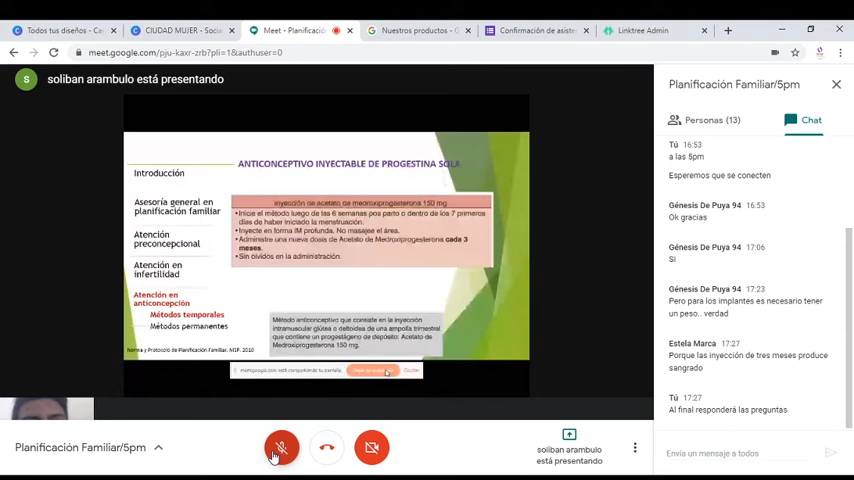 Todos tus diseños - Can
CIUDAD MUJER - Socia
Meet - Planificació
Nuestros productos - G
Confirmación de asiste
Linktree Admin
meet.google.com/pju-kaxr-zrb?pli=1&authuser=0
S
soliban arambulo está presentando
ANTICONCEPTIVO INYECTABLE DE PROGESTINA SOLA
Introducción
Asesoría general en
planificación familiar
Atención
preconcepcional
Atención en
infertilidad
Atención en
anticoncepción
Métodos temporales
Métodos permanentes
Norma y Protocolo de Planificación Familiar, MSP, 2010
Inyección de acetato de medroxiprogesterona 150 mg
•Inicie el método luego de las 6 semanas pos parto o dentro de los 7 primeros
días de haber iniciado la menstruación.
•Inyecte en forma IM profunda. No masajee el área.
•Administre una nueva dosis de Acetato de Medroxiprogesterona cada 3
meses.
•Sin olvidos en la administración.
Método anticonceptivo que consiste en la inyección
intramuscular glútea o deltoidea de una ampolla trimestral
que contiene un progestágeno de depósito: Acetato de
Medroxiprogesterona 150 mg.
meet.google.com está compartiendo tu pantalla.
Ocultar
Planificación Familiar/5pm
soliban arambulo
está presentando
Planificación Familiar/5pm
Personas (13)
Chat
Tú 16:53
a las 5pm
Esperemos que se conecten
Génesis De Puya 94 16:53
Ok gracias
Génesis De Puya 94 17:06
Si
Génesis De Puya 94 17:23
Pero para los implantes es necesario tener
un peso.. verdad
Estela Marca 17:27
Porque las inyección de tres meses produce
sangrado
Tú 17:27
Al final responderá las preguntas
Envía un mensaje a todos